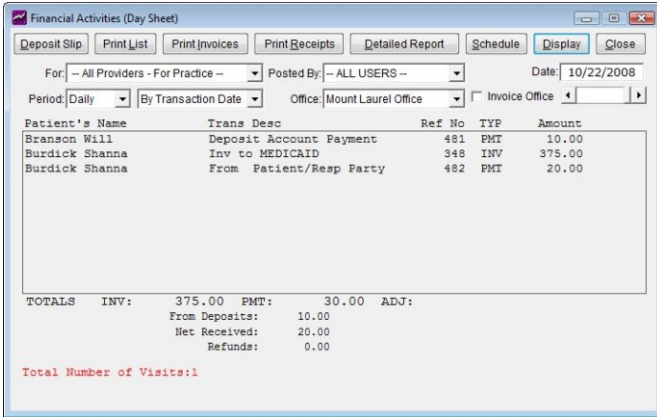 Financial Activities (Day Sheet)
Deposit Slip Print List Print Invoices Print Receipts Detailed Report Schedule Display Close
For: -- All Providers - For Practice -- Posted By: -- ALL USERS -- Date: 10/22/2008
Period: Daily By Transaction Date Office: Mount Laurel Office Invoice Office
Patient's Name Trans Desc Ref No TYP Amount
Branson Will Deposit Account Payment 481 PMT 10.00
Burdick Shanna Inv to MEDICAID 348 INV 375.00
Burdick Shanna From Patient/Resp Party 482 PMT 20.00
TOTALS INV: 375.00 PMT: 30.00 ADJ:
From Deposits: 10.00
Net Received: 20.00
Refunds: 0.00
Total Number of Visits:1